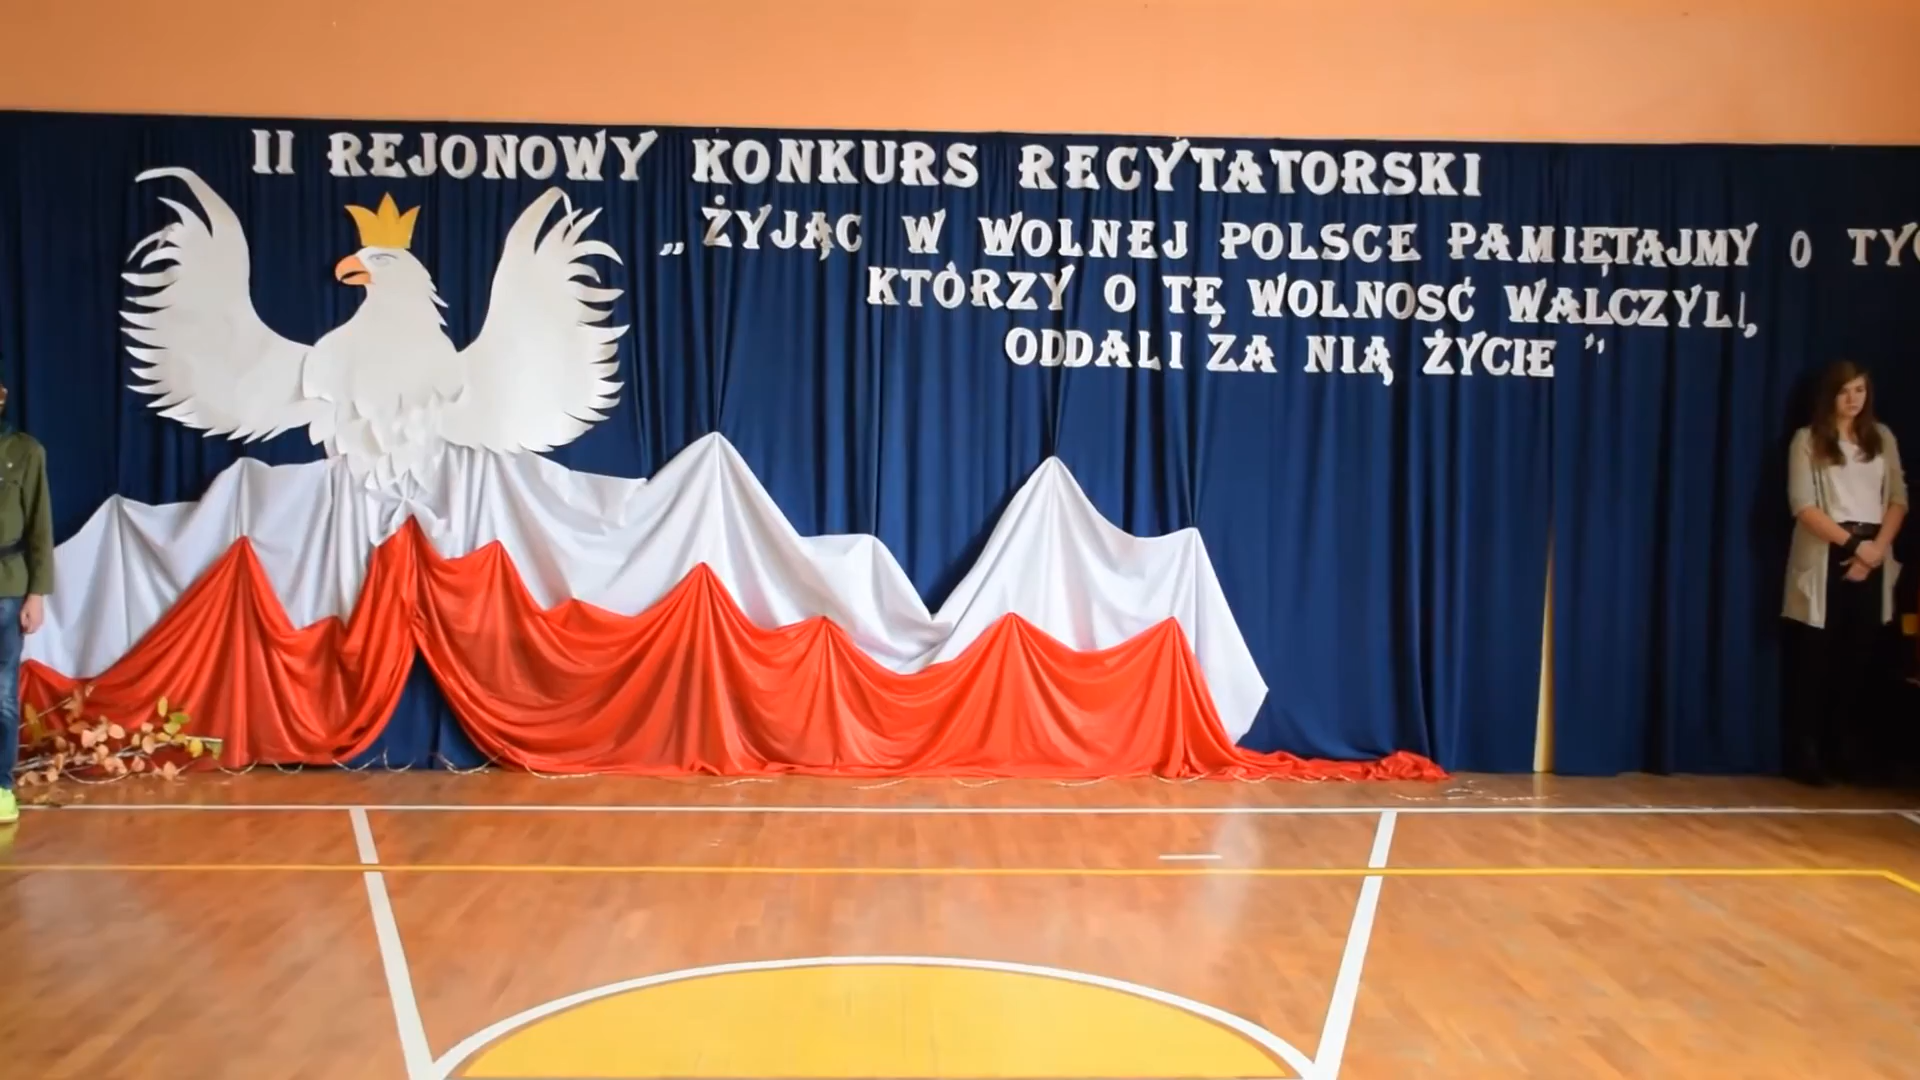 II REJONOWY KONKURS RECYTATORSKI
„ŻYJĄC W WOLNEJ POLSCE PAMIĘTAJMY O
KTÓRZY O TĘ WOLNOSĆ WALCZYLI,
ODDALI ZA NIĄ ŻYCIE"